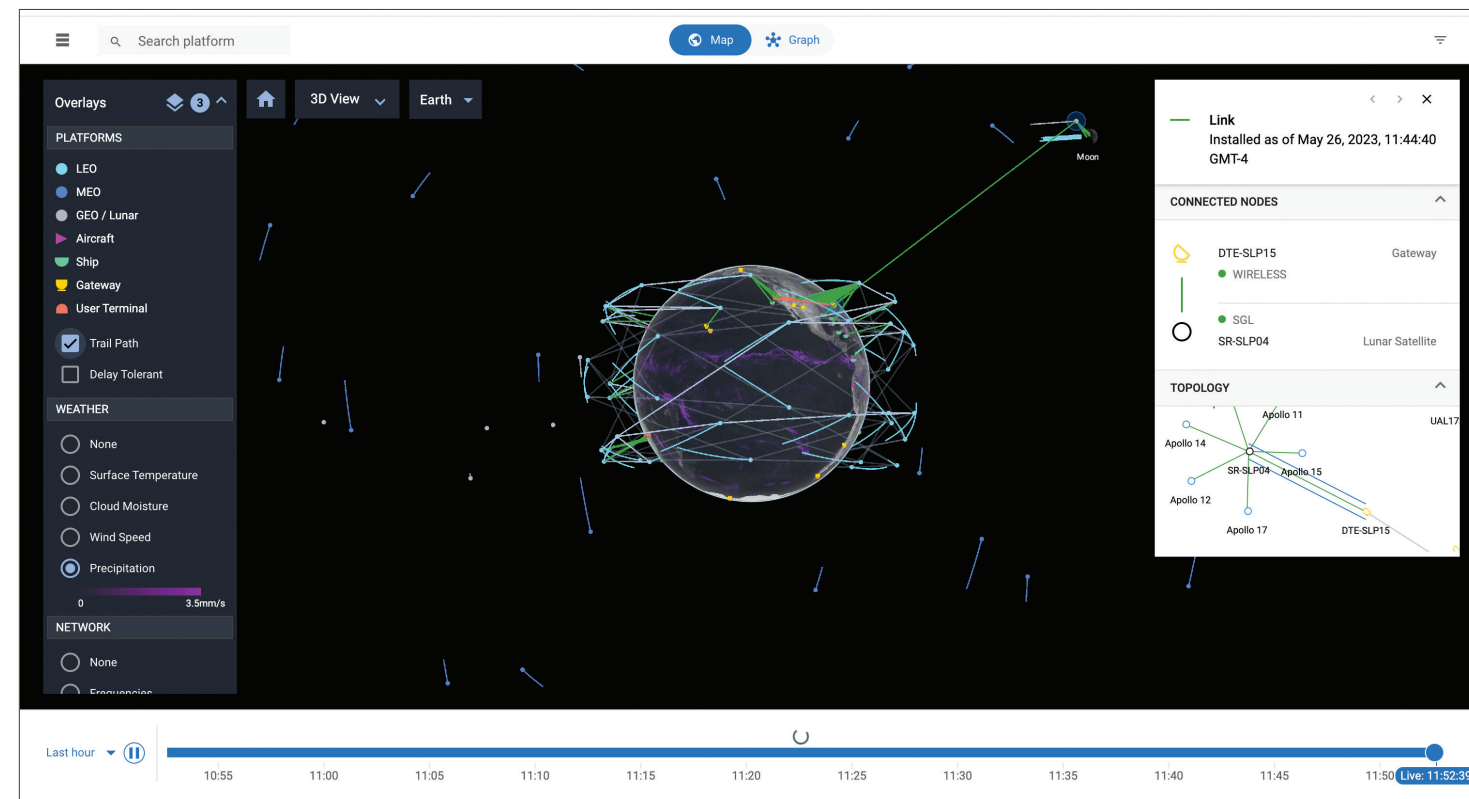 Search platform
Map
Graph
Overlays
3
3D View
Earth
PLATFORMS
LEO
MEO
GEO / Lunar
Aircraft
Ship
Gateway
User Terminal
Trail Path
Delay Tolerant
WEATHER
None
Surface Temperature
Cloud Moisture
Wind Speed
Precipitation
0 3.5mm/s
NETWORK
None
Frequencies
Moon
Link
Installed as of May 26, 2023, 11:44:40
GMT-4
CONNECTED NODES
DTE-SLP15 Gateway
WIRELESS
SGL
SR-SLP04 Lunar Satellite
TOPOLOGY
Apollo 11
UAL17
Apollo 14
SR-SLP04 Apollo 15
Apollo 12
Apollo 17 DTE-SLP15
Last hour
10:55 11:00 11:05 11:10 11:15 11:20 11:25 11:30 11:35 11:40 11:45 11:50 Live: 11:52:39